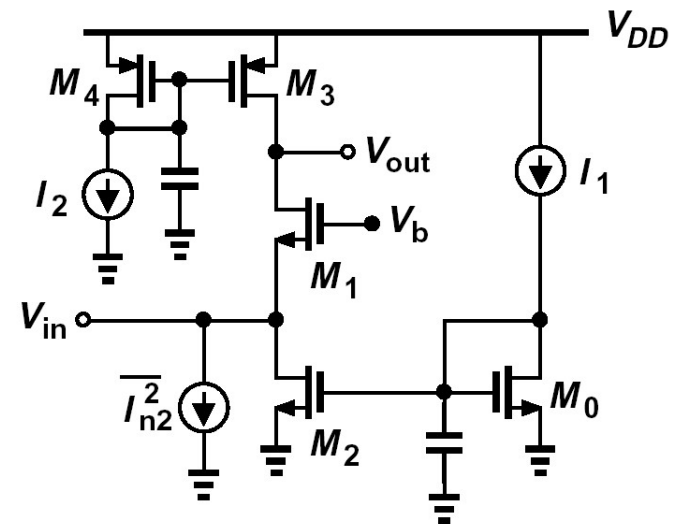 V_DD
M_4
M_3
V_out
I_2
I_1
V_b
M_1
V_in
I_n2^2
M_0
M_2